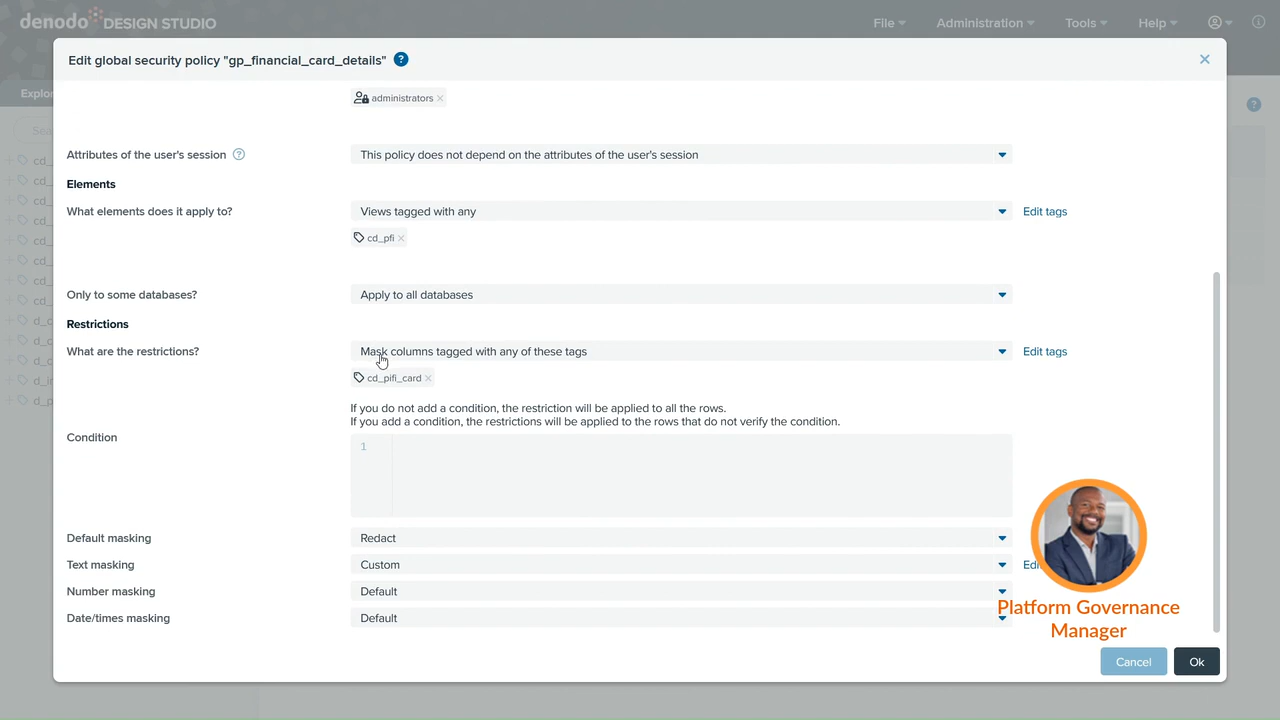 denodo DESIGN STUDIO
File Administration Tools Help
Edit global security policy "gp_financial_card_details" ?
Explor
Sea
administrators
Attributes of the user's session ? This policy does not depend on the attributes of the user's session
Elements
What elements does it apply to? Views tagged with any Edit tags
cd_pfi
Only to some databases? Apply to all databases
Restrictions
What are the restrictions? Mask columns tagged with any of these tags Edit tags
cd_pifi_card
If you do not add a condition, the restriction will be applied to all the rows.
If you add a condition, the restrictions will be applied to the rows that do not verify the condition.
Condition 1
Default masking Redact
Text masking Custom Edi
Number masking Default
Date/times masking Default
Platform Governance
Manager
Cancel Ok